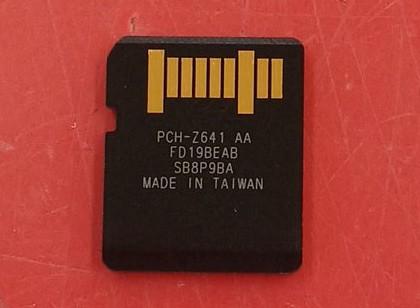 PCH-Z641 AA
FD19BEAB
SB8P9BA
MADE IN TAIWAN